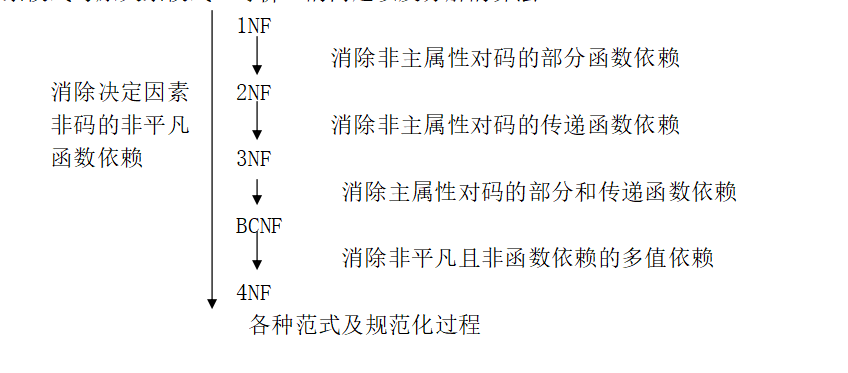 1NF
消除非主属性对码的部分函数依赖
消除决定因素
非码的非平凡
函数依赖
2NF
消除非主属性对码的传递函数依赖
3NF
消除主属性对码的部分和传递函数依赖
BCNF
消除非平凡且非函数依赖的多值依赖
4NF
各种范式及规范化过程